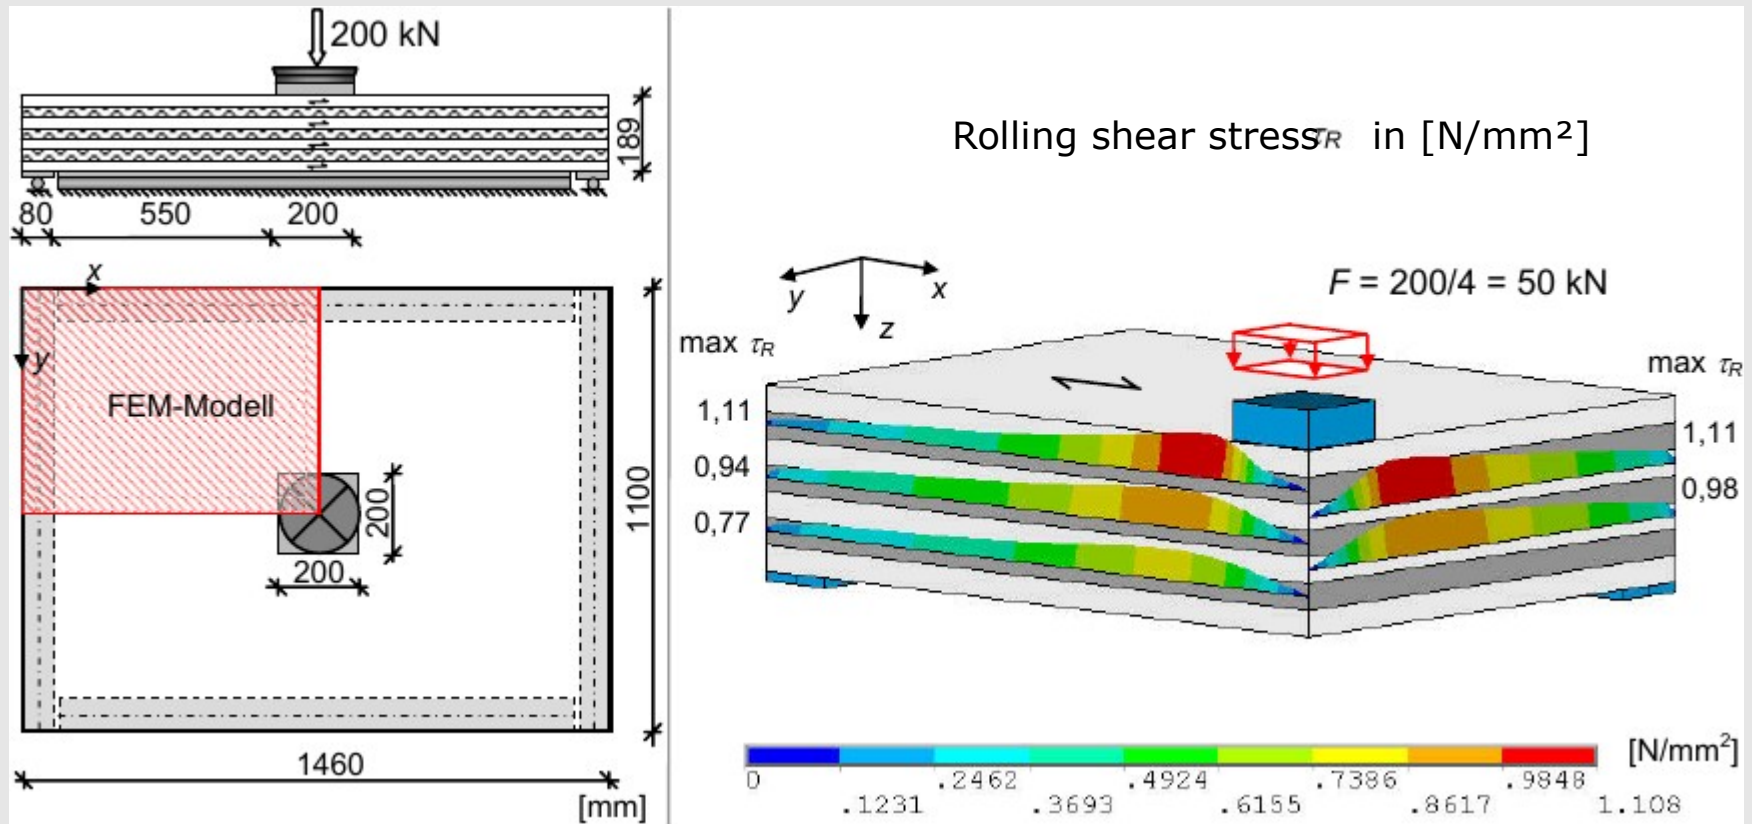 200 kN
189
80 550 200
x
y
FEM-Modell
200
200
1100
1460
[mm]
Rolling shear stress τR in [N/mm²]
y
x
z
F = 200/4 = 50 kN
max τR
1,11
0,94
0,77
max τR
1,11
0,98
[N/mm²]
0 .2462 .4924 .7386 .9848
.1231 .3693 .6155 .8617 1.108